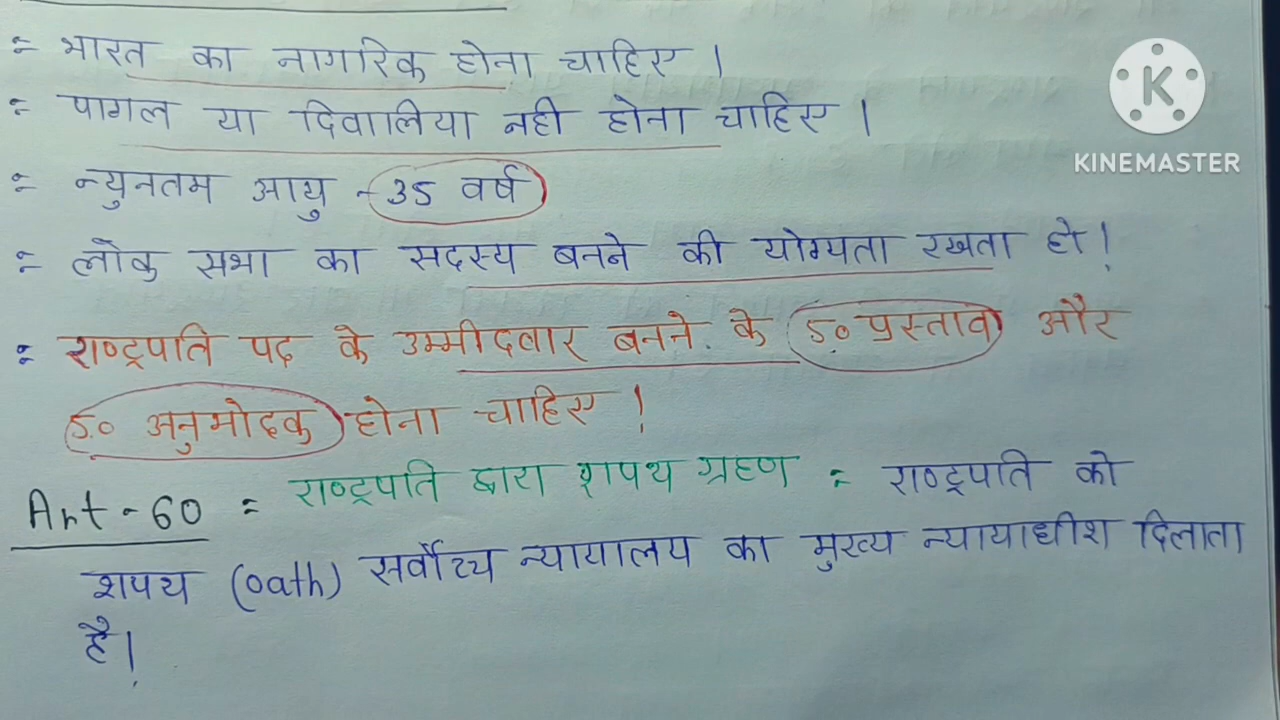 = भारत का नागरिक होना चाहिए ।
= पागल या दिवालिया नही होना चाहिए ।
= न्युनतम आयु - 35 वर्ष
= लोक सभा का सदस्य बनने की योग्यता रखता हो !
= राष्ट्रपति पद के उम्मीदवार बनने के 50 प्रस्ताव और
50 अनुमोदक होना चाहिए !
Art - 60 = राष्ट्रपति द्वारा शपथ ग्रहण = राष्ट्रपति को
शपथ (oath) सर्वोच्च न्यायालय का मुख्य न्यायाधीश दिलाता
है।
K
KINEMASTER